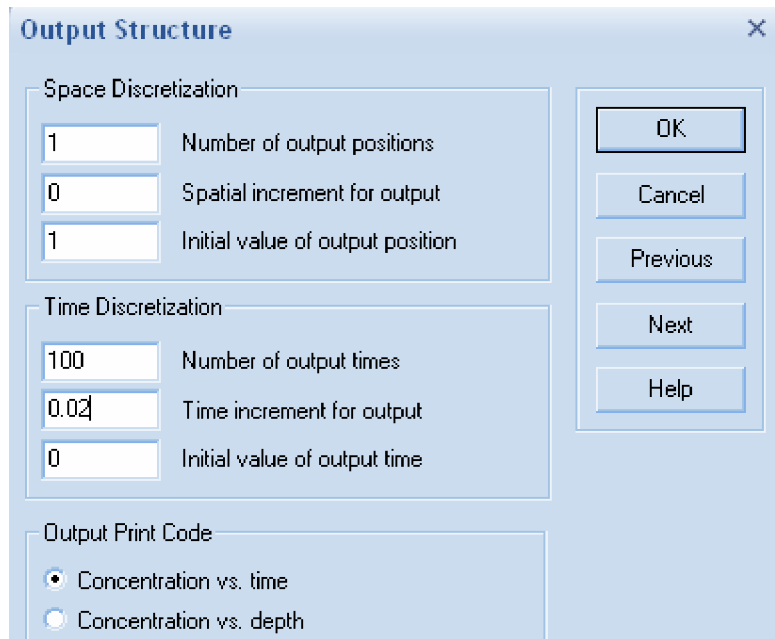 Output Structure
Space Discretization
1 Number of output positions
0 Spatial increment for output
1 Initial value of output position
Time Discretization
100 Number of output times
0.02 Time increment for output
0 Initial value of output time
Output Print Code
Concentration vs. time
Concentration vs. depth
OK
Cancel
Previous
Next
Help